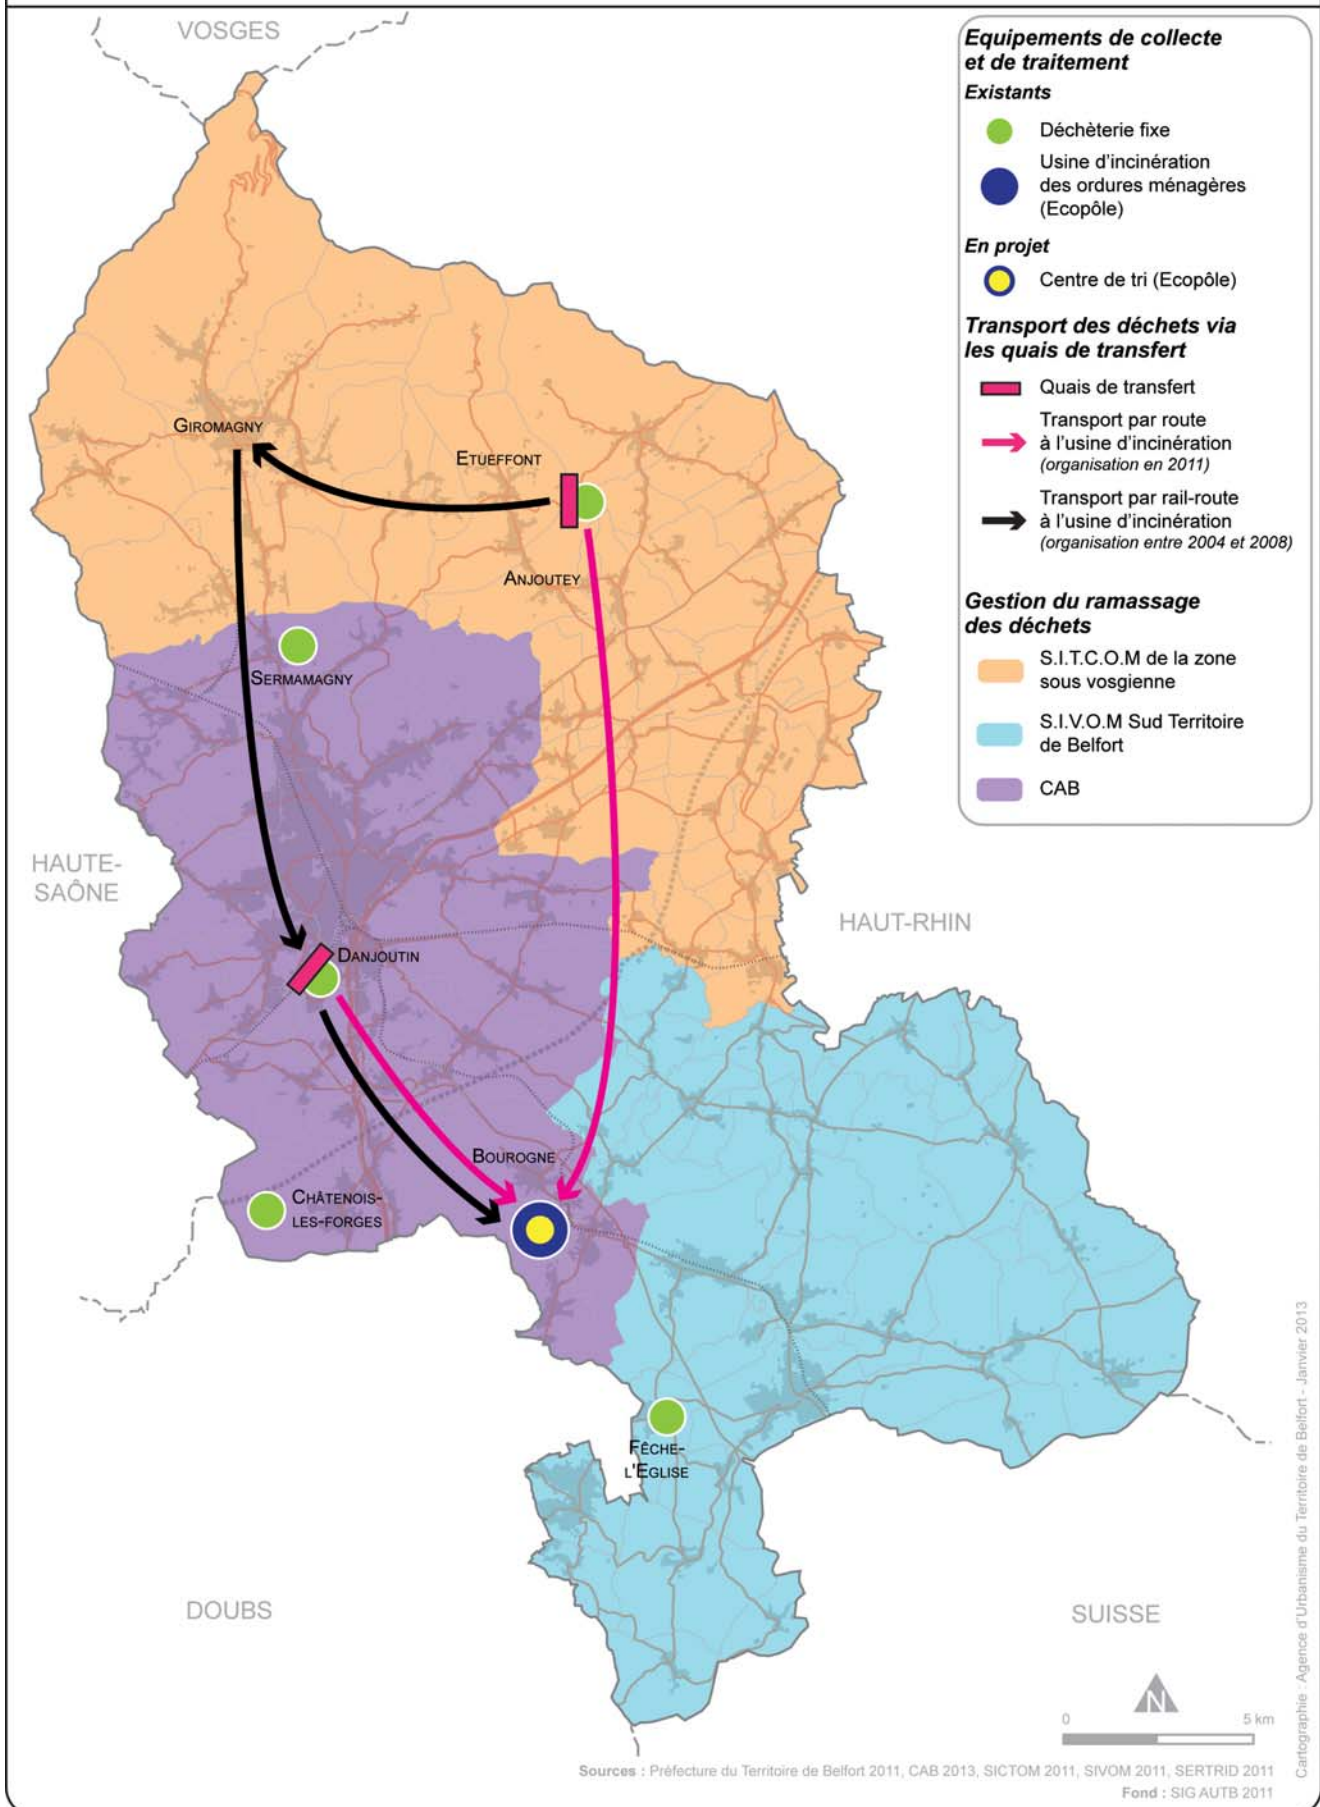 VOSGES
Equipements de collecte
et de traitement
Existants
Déchèterie fixe
Usine d'incinération
des ordures ménagères
(Ecopôle)
En projet
Centre de tri (Ecopôle)
Transport des déchets via
les quais de transfert
Quais de transfert
Transport par route
à l'usine d'incinération
(organisation en 2011)
Transport par rail-route
à l'usine d'incinération
(organisation entre 2004 et 2008)
Gestion du ramassage
des déchets
S.I.T.C.O.M de la zone
sous vosgienne
S.I.V.O.M Sud Territoire
de Belfort
CAB
GIROMAGNY
ETUEFFONT
ANJOUTEY
SERMAMAGNY
HAUTE-
SAÔNE
HAUT-RHIN
DANJOUTIN
BOUROGNE
CHÂTENOIS-
LES-FORGES
FÊCHE-
L'EGLISE
DOUBS
SUISSE
N
0 5 km
Sources : Préfecture du Territoire de Belfort 2011, CAB 2013, SICTOM 2011, SIVOM 2011, SERTRID 2011
Fond : SIG AUTB 2011
Cartographie : Agence d'Urbanisme du Territoire de Belfort - Janvier 2013